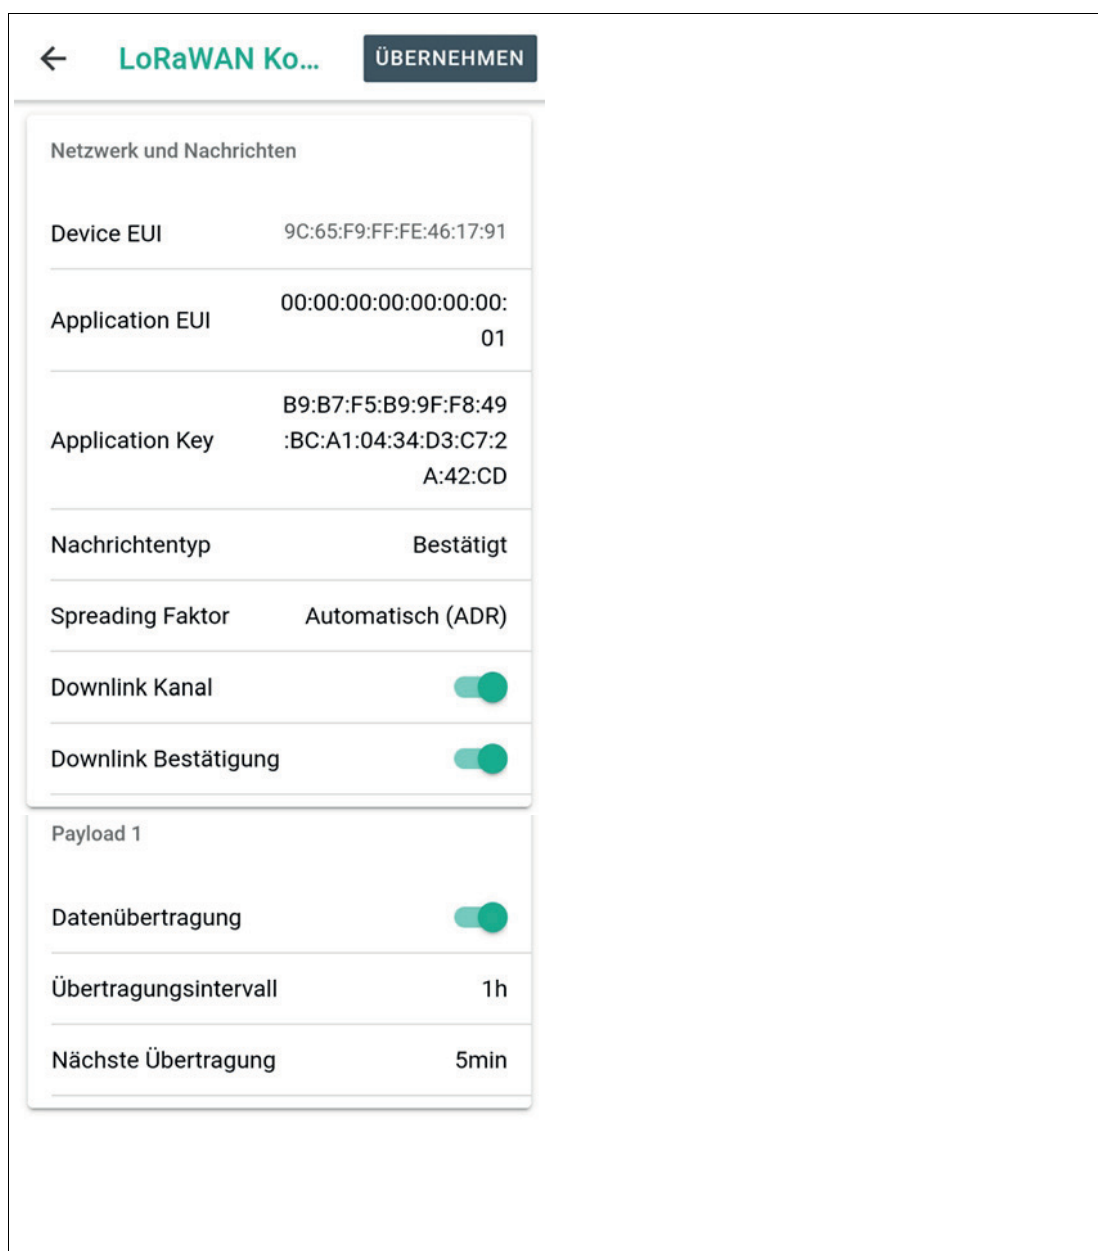 LoRaWAN Ko...
ÜBERNEHMEN
Netzwerk und Nachrichten
Device EUI 9C:65:F9:FF:FE:46:17:91
Application EUI 00:00:00:00:00:00:00:
01
Application Key B9:B7:F5:B9:9F:F8:49
:BC:A1:04:34:D3:C7:2
A:42:CD
Nachrichtentyp Bestätigt
Spreading Faktor Automatisch (ADR)
Downlink Kanal
Downlink Bestätigung
Payload 1
Datenübertragung
Übertragungsintervall 1h
Nächste Übertragung 5min